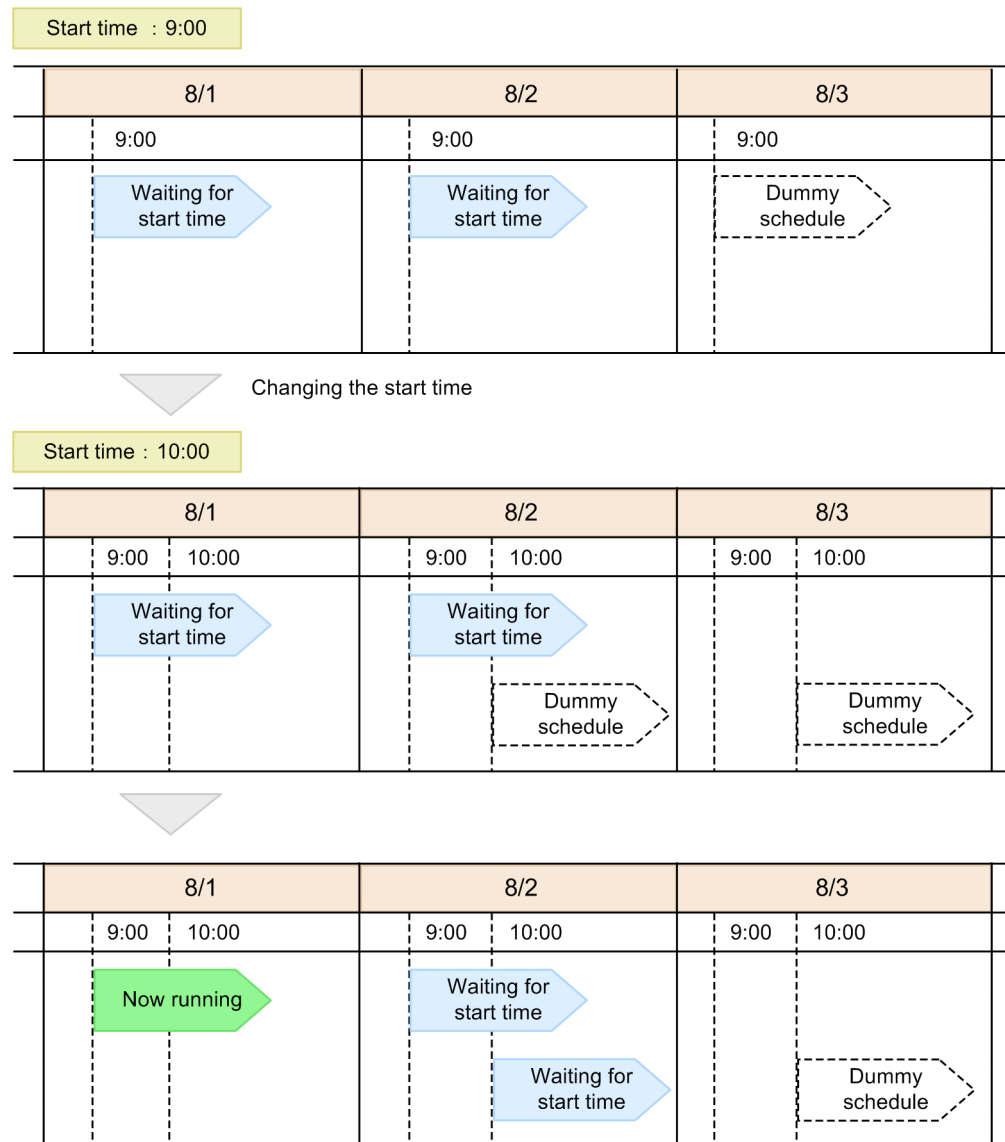 Start time ：9:00
8/1
8/2
8/3
9:00
9:00
9:00
Waiting for
start time
Waiting for
start time
Dummy
schedule
Changing the start time
Start time：10:00
8/1
8/2
8/3
9:00
10:00
9:00
10:00
9:00
10:00
Waiting for
start time
Waiting for
start time
Dummy
schedule
Dummy
schedule
8/1
8/2
8/3
9:00
10:00
9:00
10:00
9:00
10:00
Now running
Waiting for
start time
Waiting for
start time
Dummy
schedule